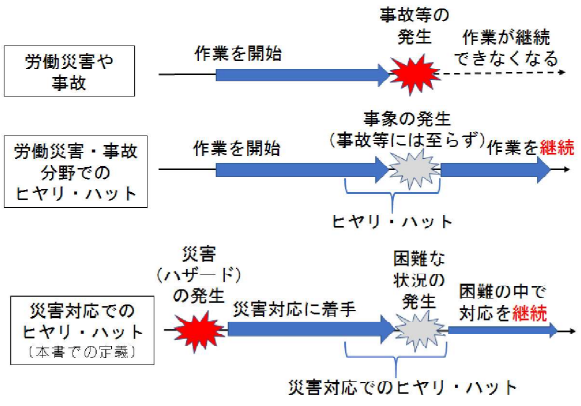 労働災害や
事故
作業を開始
事故等の
発生
作業が継続
できなくなる
労働災害・事故
分野での
ヒヤリ・ハット
作業を開始
事象の発生
(事故等には至らず)
作業を継続
ヒヤリ・ハット
災害対応での
ヒヤリ・ハット
(本書での定義)
災害
(ハザード)
の発生
災害対応に着手
困難な
状況の
発生
困難の中で
対応を継続
災害対応でのヒヤリ・ハット